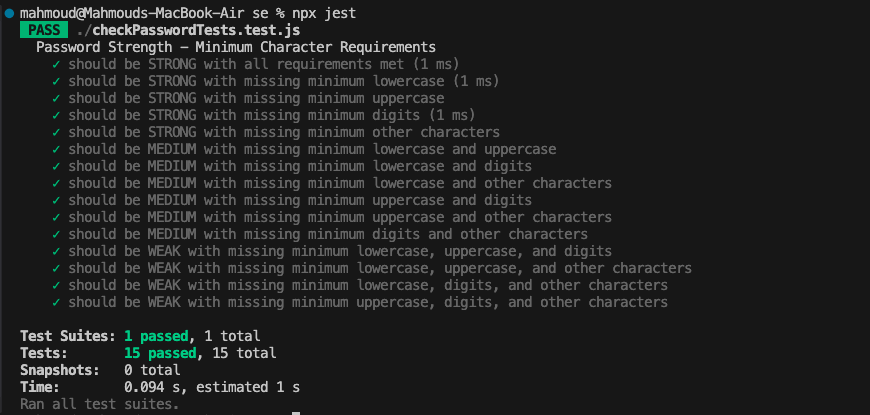 mahmoud@Mahmouds-MacBook-Air se % npx jest
PASS ./checkPasswordTests.test.js
Password Strength – Minimum Character Requirements
✓ should be STRONG with all requirements met (1 ms)
✓ should be STRONG with missing minimum lowercase (1 ms)
✓ should be STRONG with missing minimum uppercase
✓ should be STRONG with missing minimum digits (1 ms)
✓ should be STRONG with missing minimum other characters
✓ should be MEDIUM with missing minimum lowercase and uppercase
✓ should be MEDIUM with missing minimum lowercase and digits
✓ should be MEDIUM with missing minimum lowercase and other characters
✓ should be MEDIUM with missing minimum uppercase and digits
✓ should be MEDIUM with missing minimum uppercase and other characters
✓ should be MEDIUM with missing minimum digits and other characters
✓ should be WEAK with missing minimum lowercase, uppercase, and digits
✓ should be WEAK with missing minimum lowercase, uppercase, and other characters
✓ should be WEAK with missing minimum lowercase, digits, and other characters
✓ should be WEAK with missing minimum uppercase, digits, and other characters
Test Suites: 1 passed, 1 total
Tests: 15 passed, 15 total
Snapshots: 0 total
Time: 0.094 s, estimated 1 s
Ran all test suites.